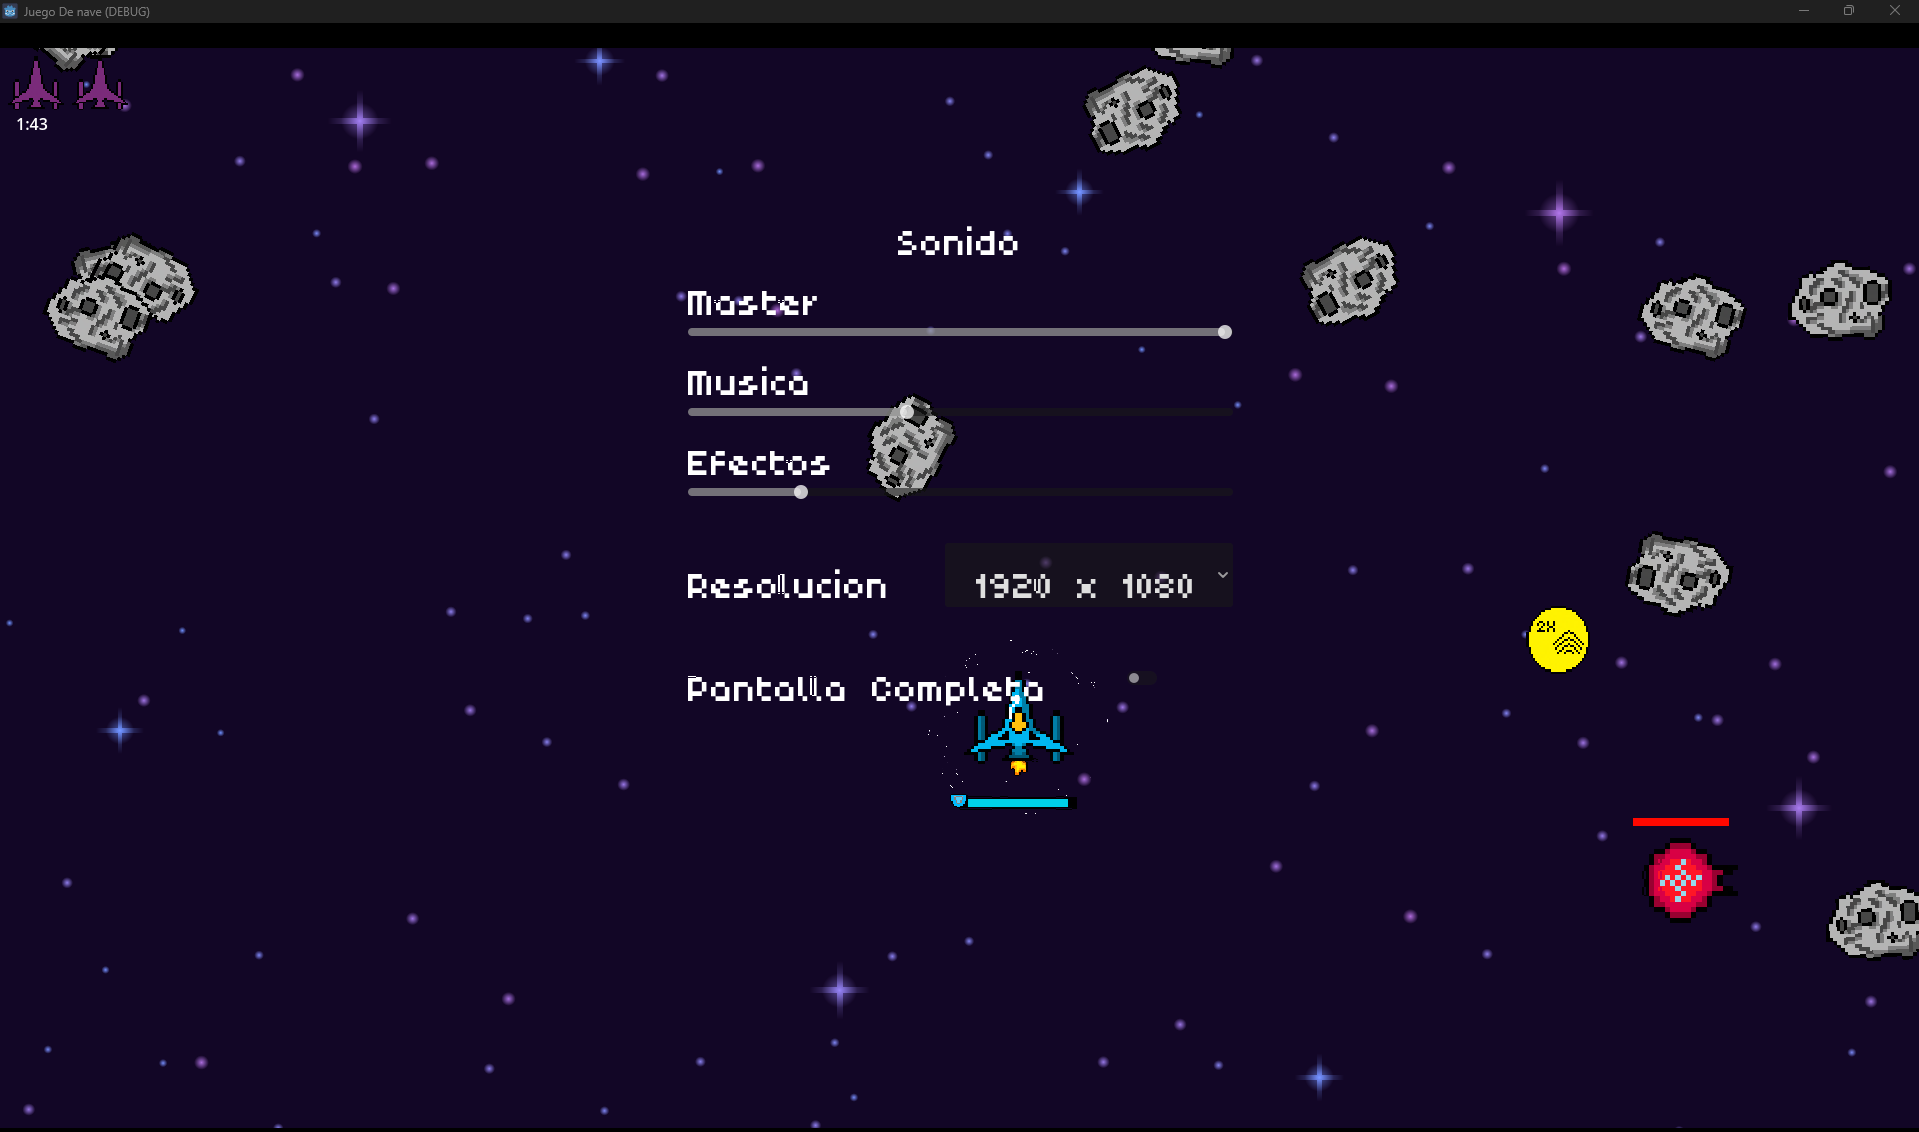 Juego De nave (DEBUG)
1:43
Sonido
Master
Musica
Efectos
Resolucion
1920 x 1080
2X
Pantalla Completa